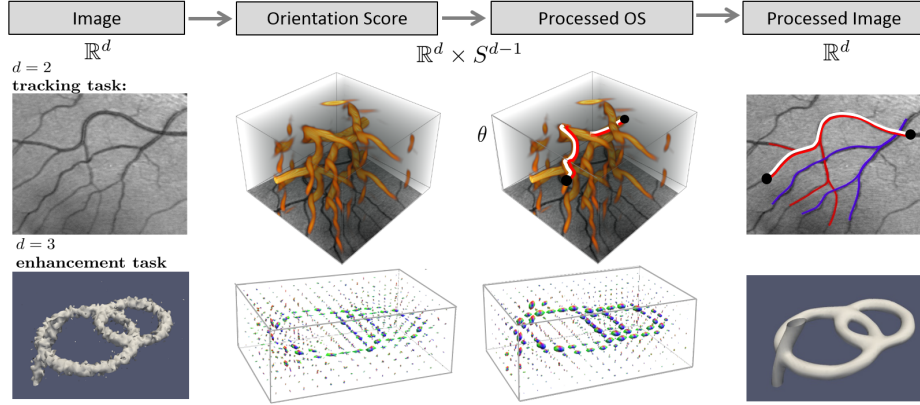 Image
Orientation Score
Processed OS
Processed Image
ℝ^d
ℝ^d × S^{d−1}
ℝ^d
d = 2
tracking task:
θ
d = 3
enhancement task